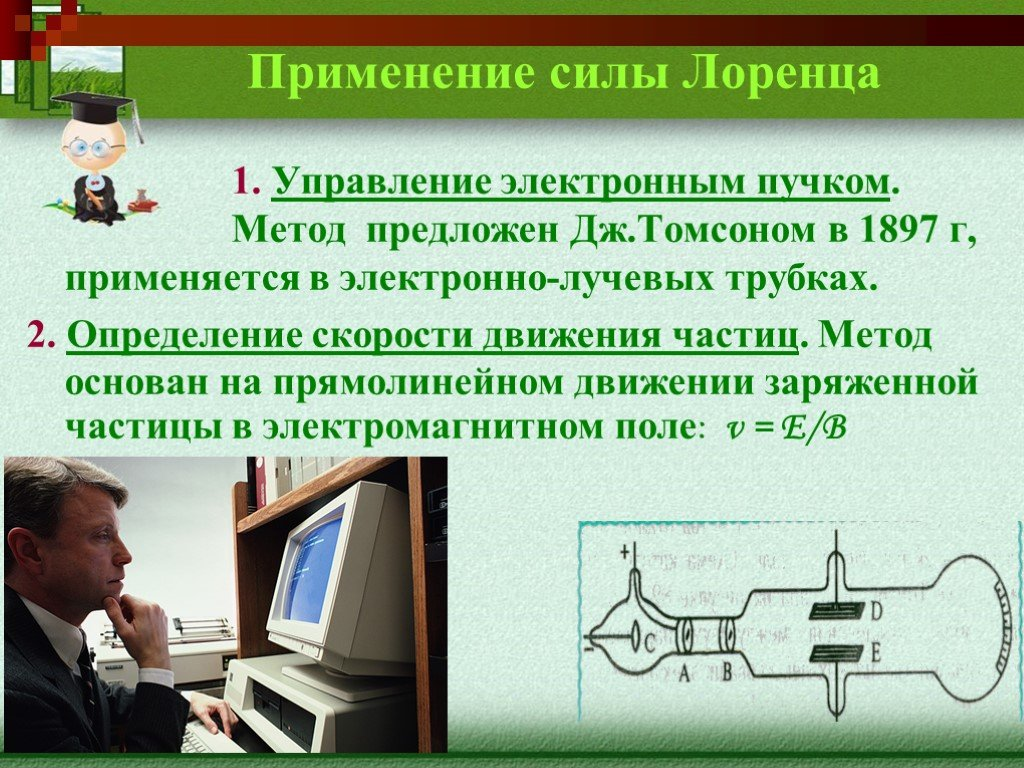 Применение силы Лоренца
1. Управление электронным пучком.
Метод предложен Дж.Томсоном в 1897 г,
применяется в электронно-лучевых трубках.
2. Определение скорости движения частиц. Метод
основан на прямолинейном движении заряженной
частицы в электромагнитном поле: v = E/B
+
-
C
A
B
D
E